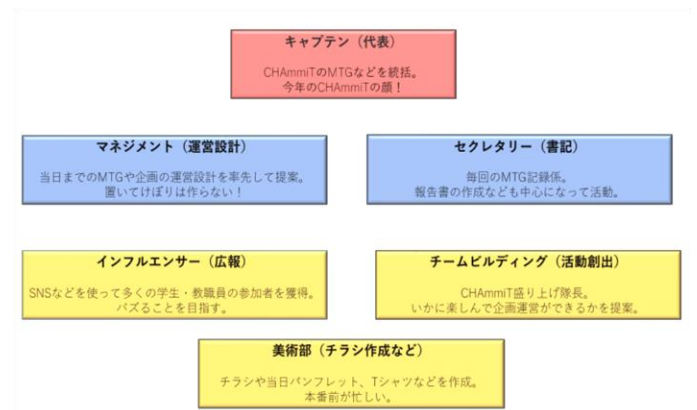 キャプテン（代表）
CHAmmiTのMTGなどを統括。
今年のCHAmmiTの顔！
マネジメント（運営設計）
当日までのMTGや企画の運営設計を率先して提案。
置いてけぼりは作らない！
セクレタリー（書記）
毎回のMTG記録係。
報告書の作成なども中心になって活動。
インフルエンサー（広報）
SNSなどを使って多くの学生・教職員の参加者を獲得。
バズることを目指す。
チームビルディング（活動創出）
CHAmmiT盛り上げ隊長。
いかに楽しんで企画運営ができるかを提案。
美術部（チラシ作成など）
チラシや当日パンフレット、Tシャツなどを作成。
本番前が忙しい。